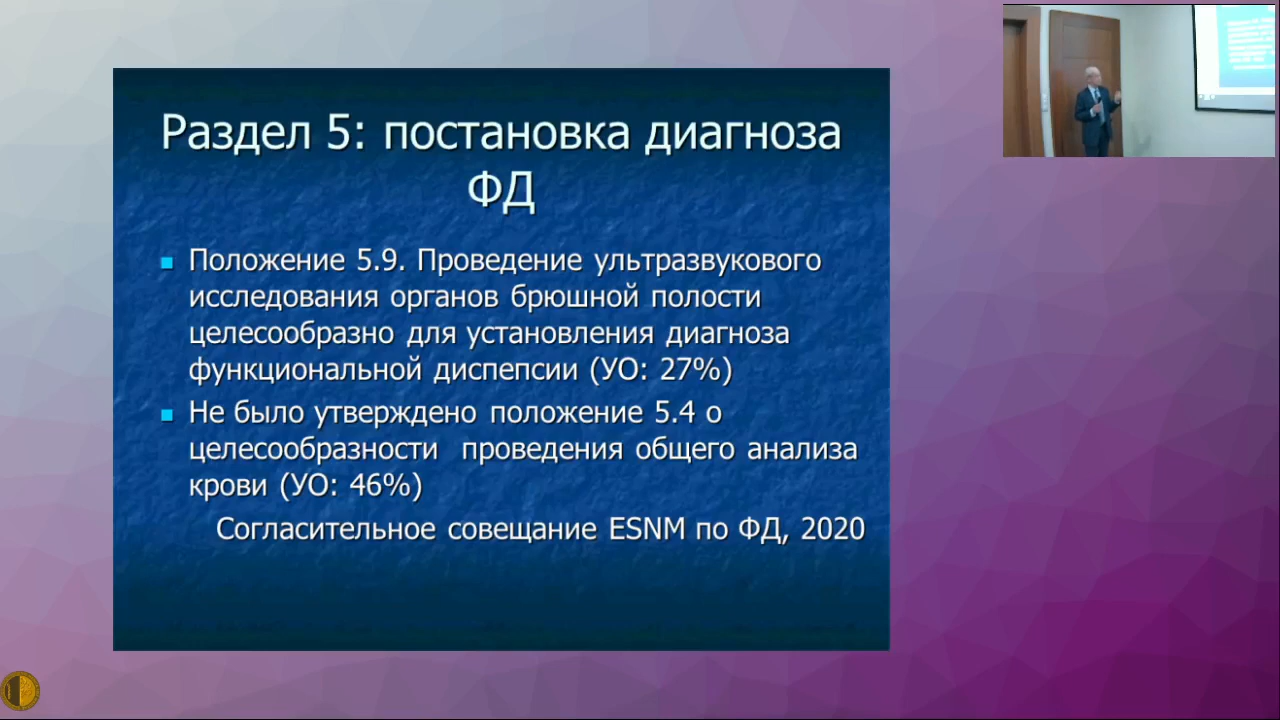 Раздел 5: постановка диагноза
ФД
Положение 5.9. Проведение ультразвукового
исследования органов брюшной полости
целесообразно для установления диагноза
функциональной диспепсии (УО: 27%)
Не было утверждено положение 5.4 о
целесообразности проведения общего анализа
крови (УО: 46%)
Согласительное совещание ESNM по ФД, 2020